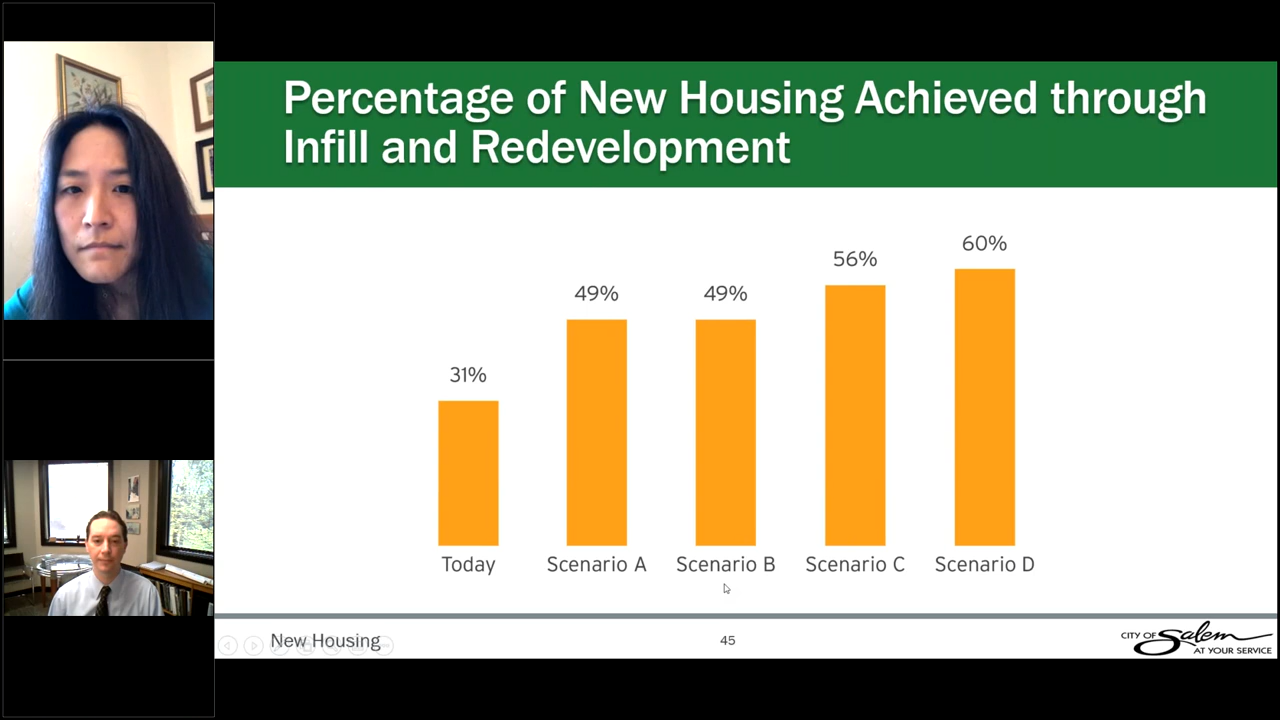 Percentage of New Housing Achieved through
Infill and Redevelopment
31%
49%
49%
56%
60%
Today
Scenario A
Scenario B
Scenario C
Scenario D
New Housing
45
CITY OF Salem
AT YOUR SERVICE